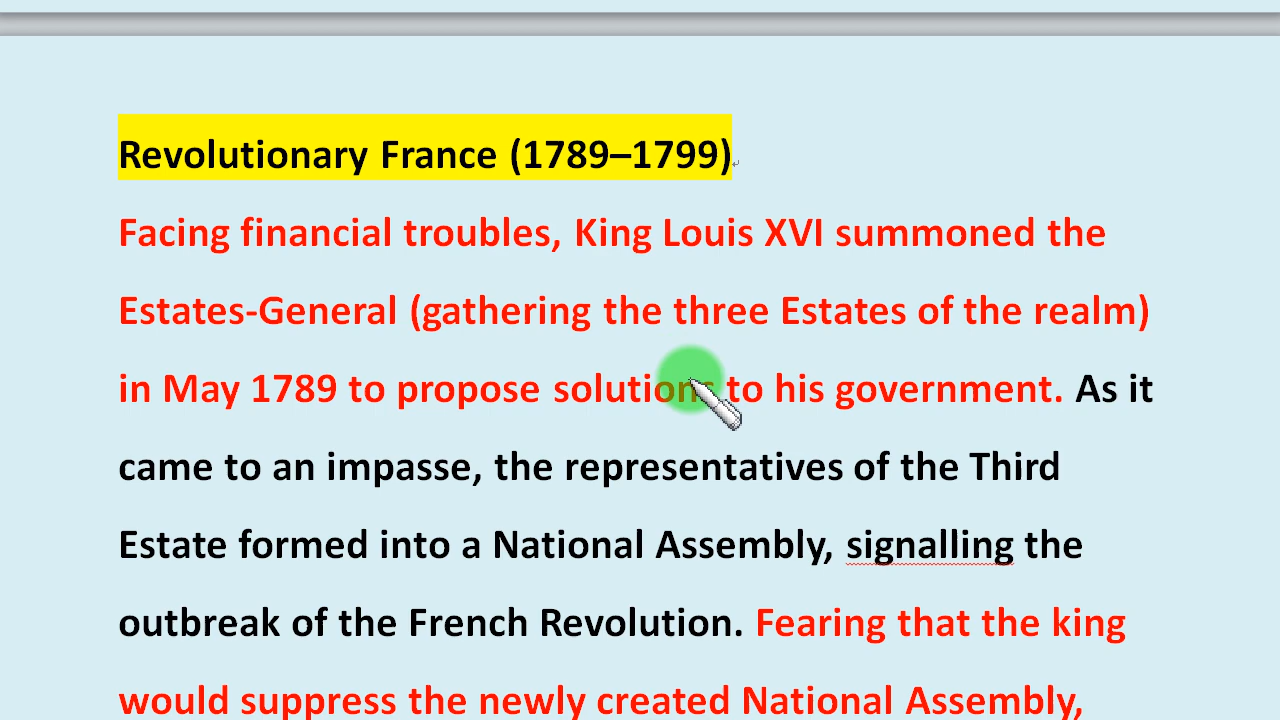 Revolutionary France (1789–1799)
Facing financial troubles, King Louis XVI summoned the
Estates-General (gathering the three Estates of the realm)
in May 1789 to propose solutions to his government. As it
came to an impasse, the representatives of the Third
Estate formed into a National Assembly, signalling the
outbreak of the French Revolution. Fearing that the king
would suppress the newly created National Assembly,